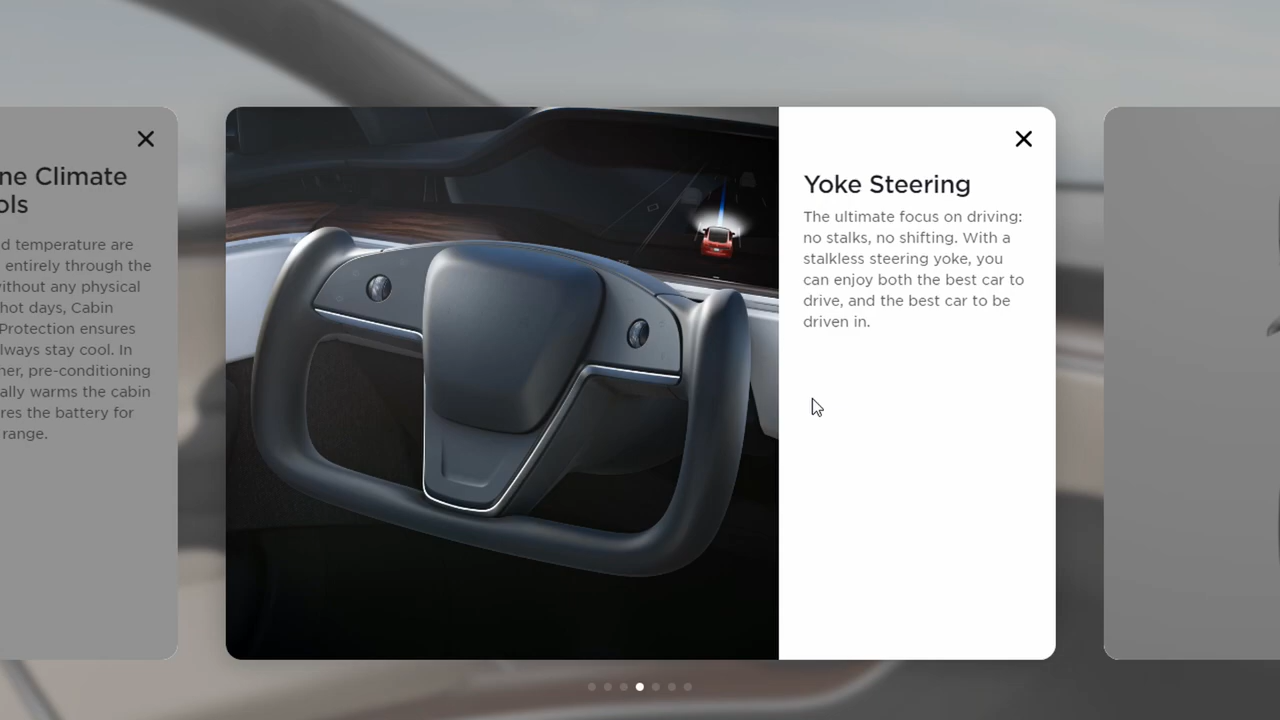 ne Climate
ols
d temperature are
entirely through the
ithout any physical
hot days, Cabin
Protection ensures
lways stay cool. In
her, pre-conditioning
ally warms the cabin
res the battery for
range.
Yoke Steering
The ultimate focus on driving:
no stalks, no shifting. With a
stalkless steering yoke, you
can enjoy both the best car to
drive, and the best car to be
driven in.